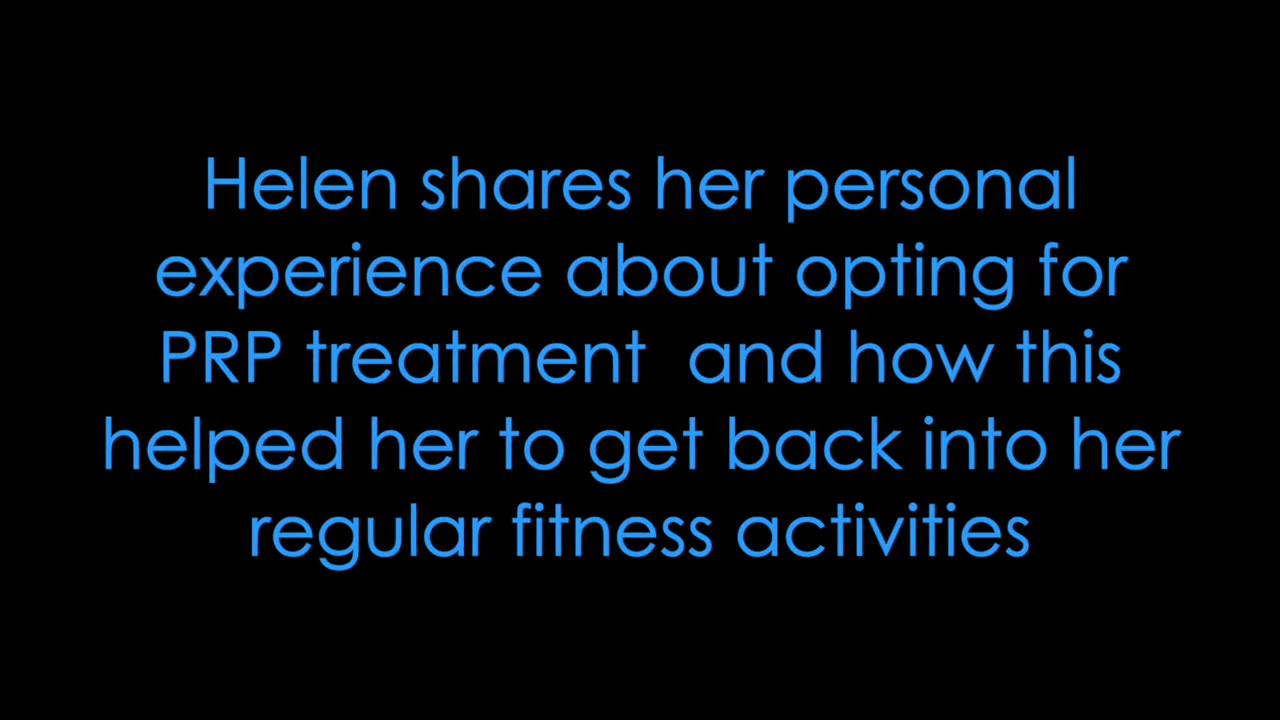 Helen shares her personal
experience about opting for
PRP treatment  and how this
helped her to get back into her
regular fitness activities